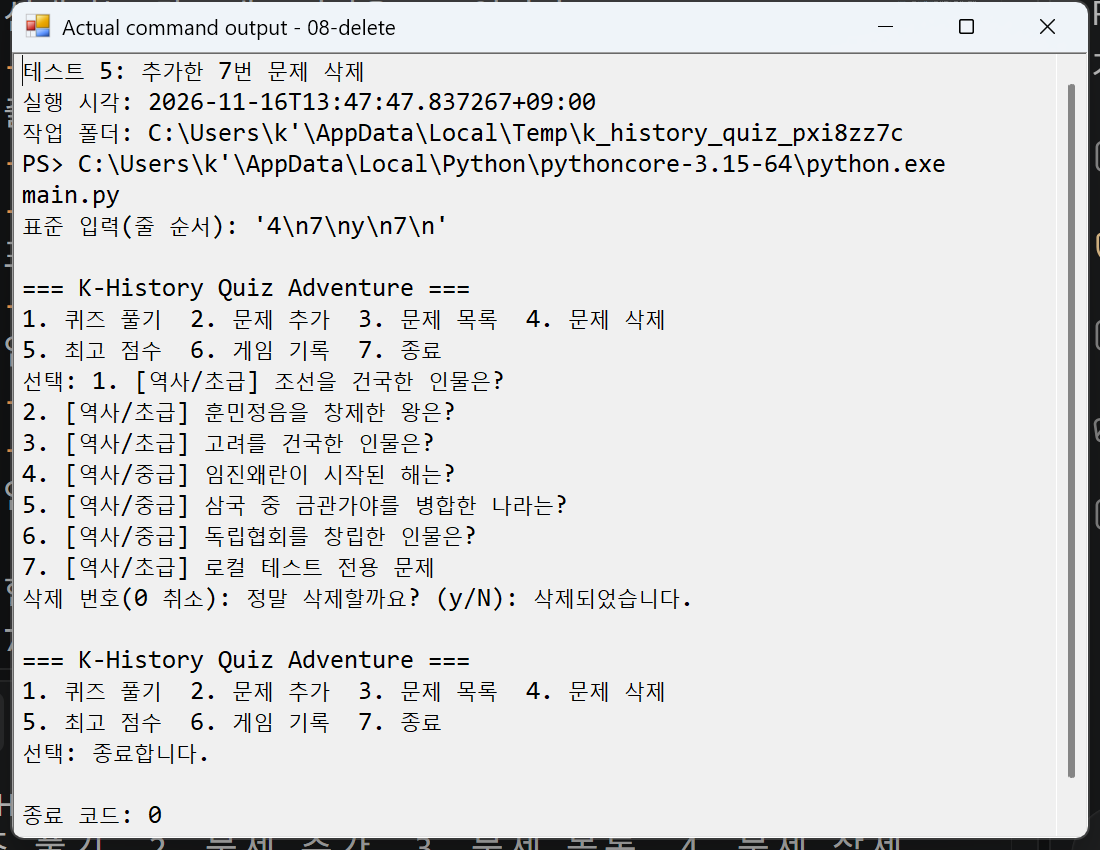 Actual command output - 08-delete
테스트 5: 추가한 7번 문제 삭제
실행 시각: 2026-11-16T13:47:47.837267+09:00
작업 폴더: C:\Users\k'\AppData\Local\Temp\k_history_quiz_pxi8zz7c
PS> C:\Users\k'\AppData\Local\Python\pythoncore-3.15-64\python.exe
main.py
표준 입력(줄 순서): '4\n7\ny\n7\n'
=== K-History Quiz Adventure ===
1. 퀴즈 풀기  2. 문제 추가  3. 문제 목록  4. 문제 삭제
5. 최고 점수  6. 게임 기록  7. 종료
선택: 1. [역사/초급] 조선을 건국한 인물은?
2. [역사/초급] 훈민정음을 창제한 왕은?
3. [역사/초급] 고려를 건국한 인물은?
4. [역사/중급] 임진왜란이 시작된 해는?
5. [역사/중급] 삼국 중 금관가야를 병합한 나라는?
6. [역사/중급] 독립협회를 창립한 인물은?
7. [역사/초급] 로컬 테스트 전용 문제
삭제 번호(0 취소): 정말 삭제할까요? (y/N): 삭제되었습니다.
=== K-History Quiz Adventure ===
1. 퀴즈 풀기  2. 문제 추가  3. 문제 목록  4. 문제 삭제
5. 최고 점수  6. 게임 기록  7. 종료
선택: 종료합니다.
종료 코드: 0